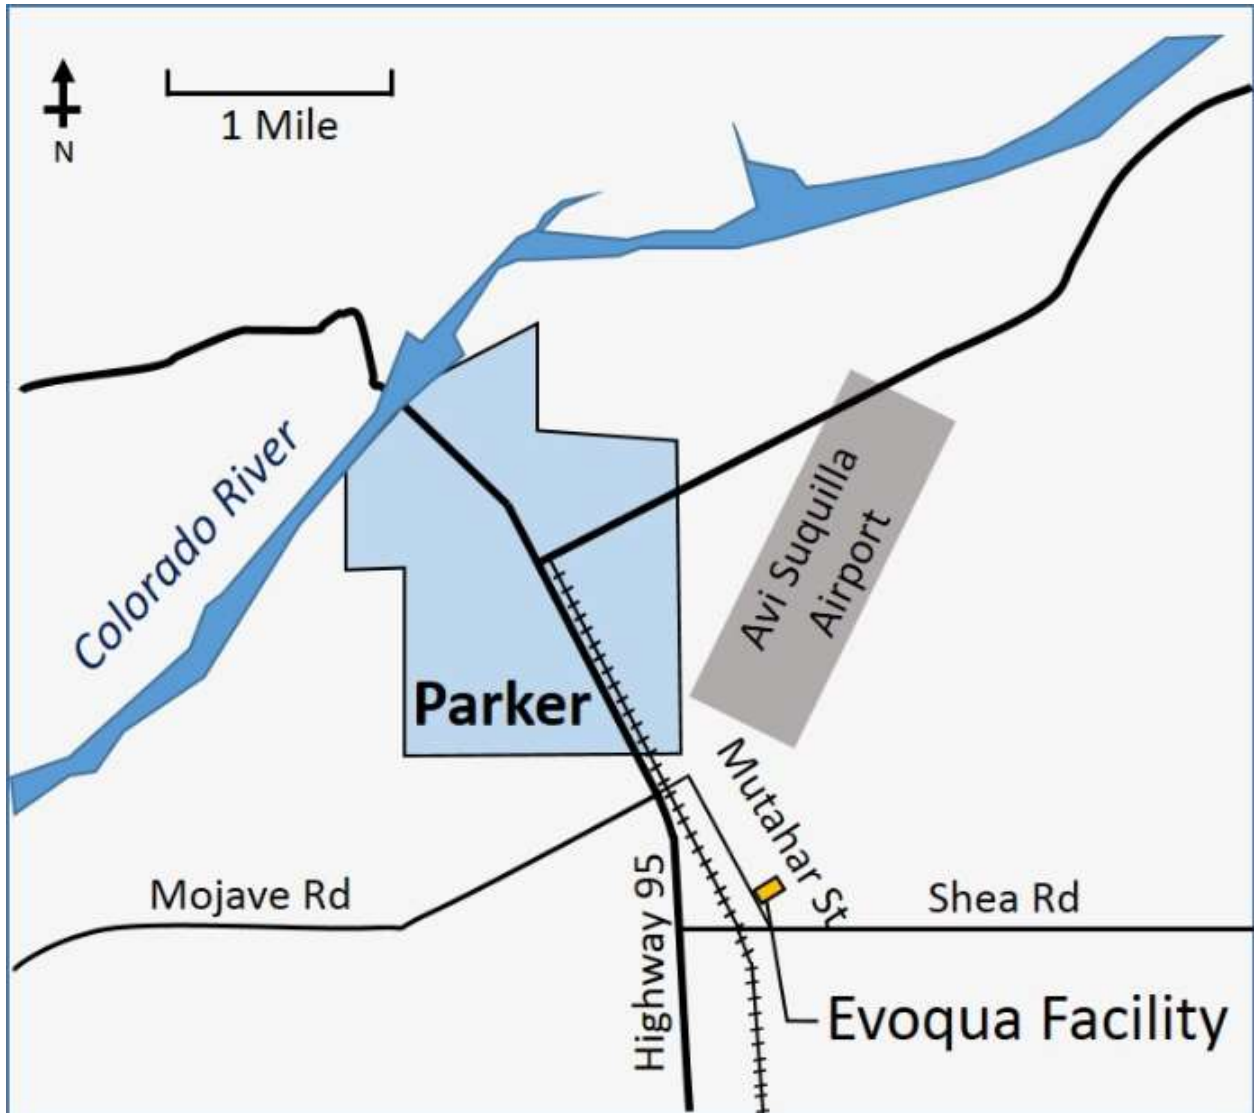 1 Mile
N
Colorado River
Avi Suquilla
Airport
Parker
Mutahar St
Mojave Rd
Highway 95
Shea Rd
Evoqua Facility